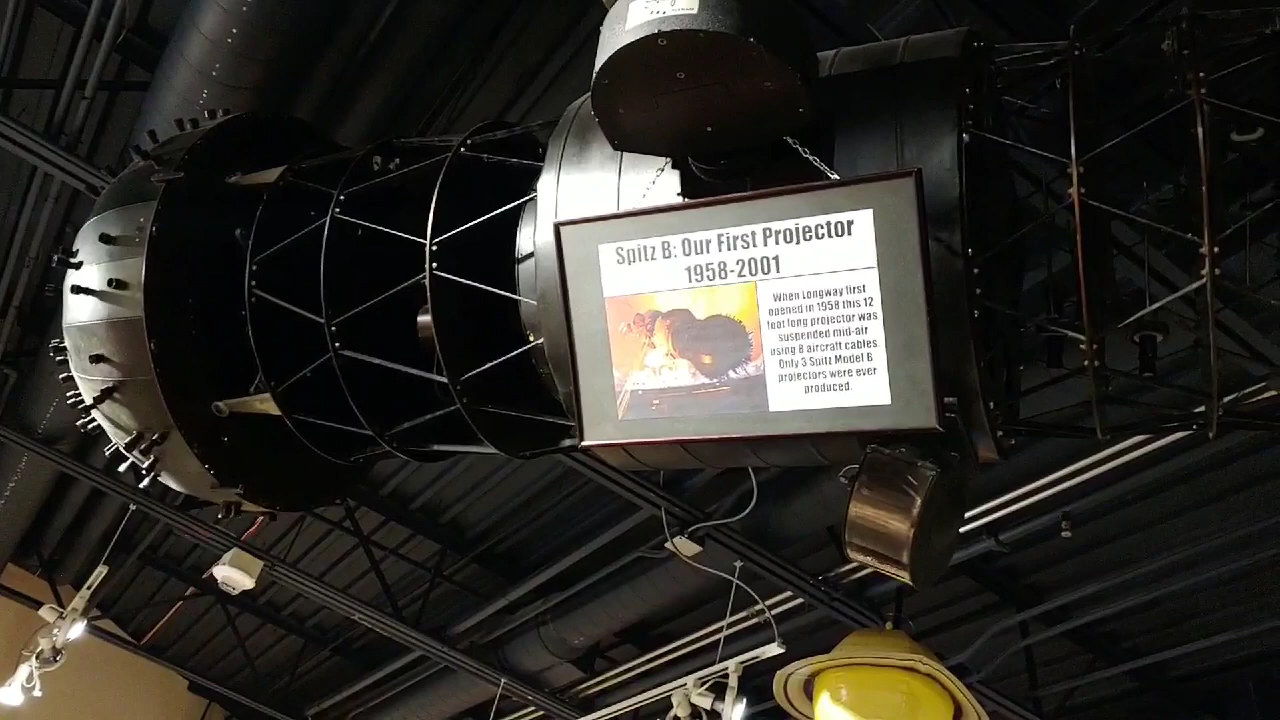 Spitz B: Our First Projector
1958-2001
When Longway first
opened in 1958 this 12
foot long projector was
suspended mid-air
using 8 aircraft cables.
Only 3 Spitz Model B
projectors were ever
produced.